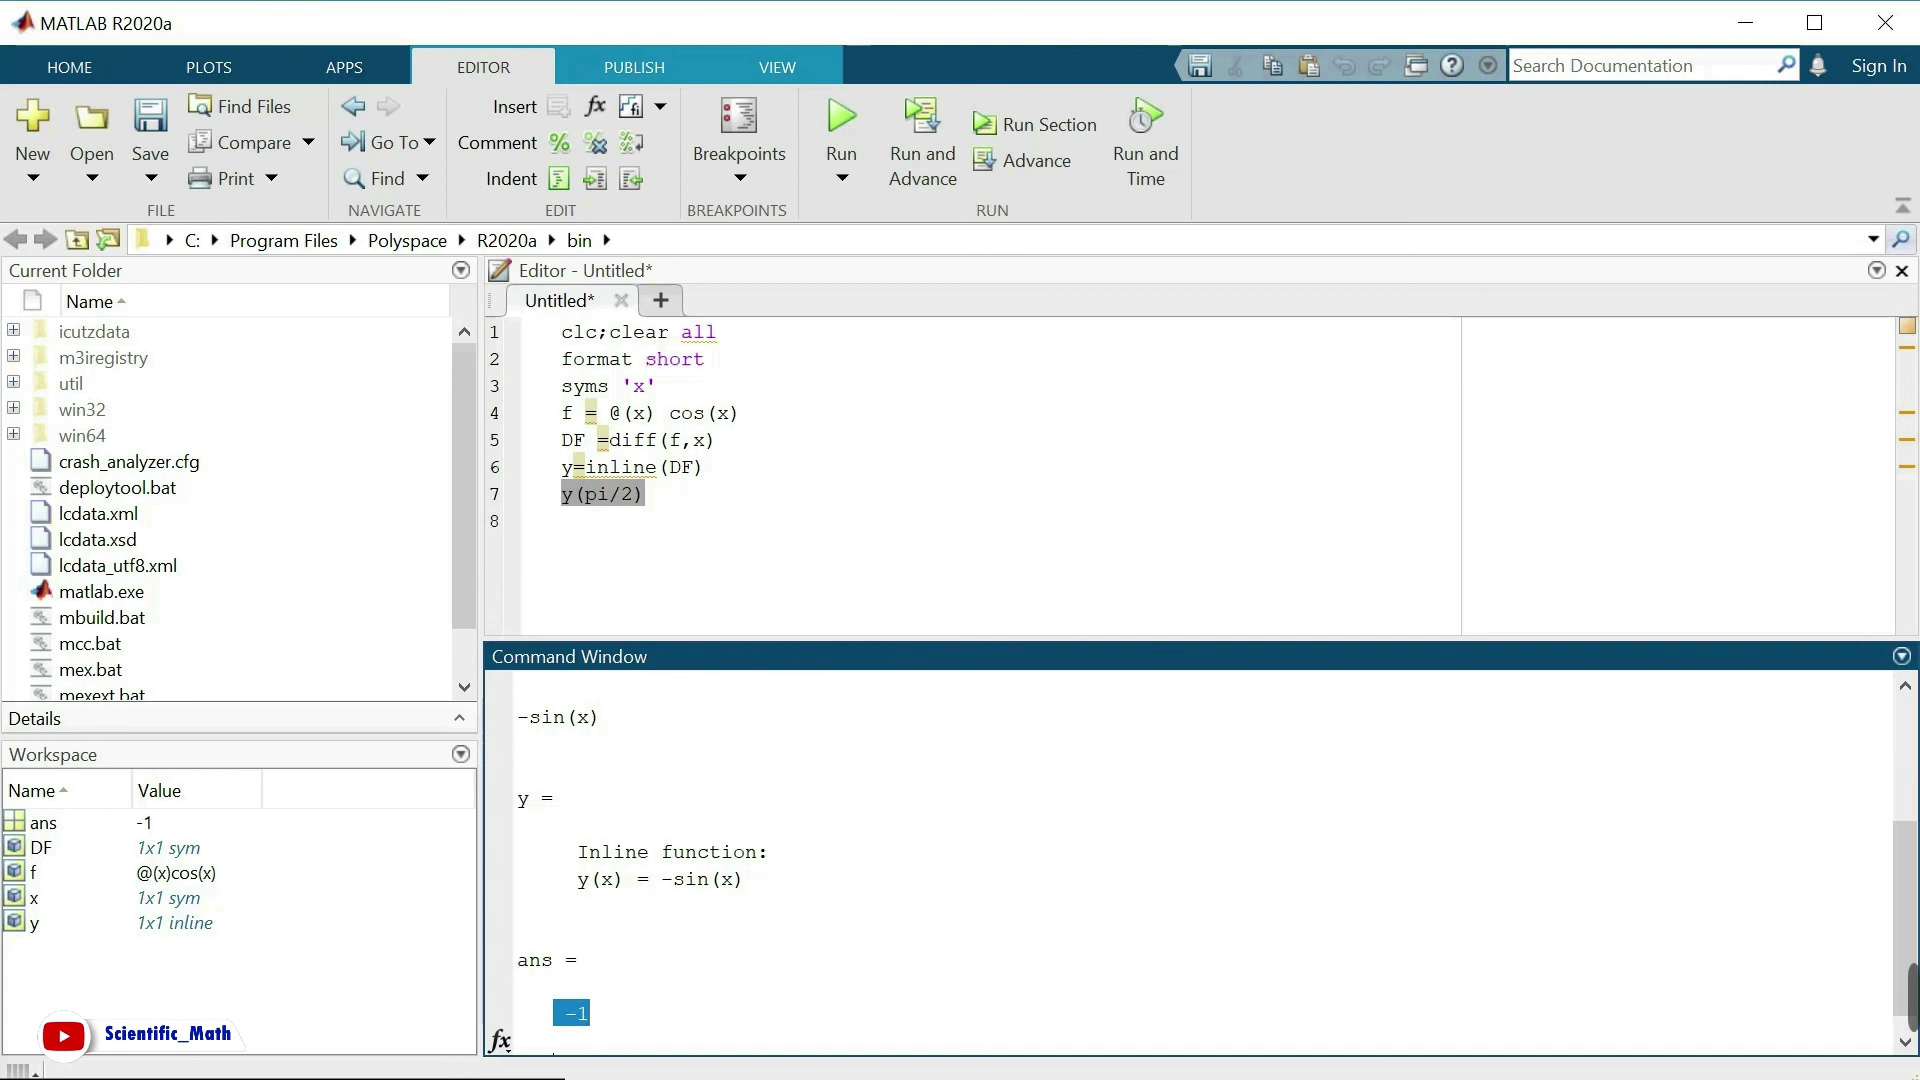 MATLAB R2020a
HOME PLOTS APPS EDITOR PUBLISH VIEW Search Documentation Sign In
New Open Save Find Files Compare Print
FILE
Go To Find
NAVIGATE
Insert fx
Comment
Indent
EDIT
Breakpoints
BREAKPOINTS
Run Run and Advance Run Section Advance Run and Time
RUN
C: Program Files Polyspace R2020a bin
Current Folder
Name
icutzdata
m3iregistry
util
win32
win64
crash_analyzer.cfg
deploytool.bat
lcdata.xml
lcdata.xsd
lcdata_utf8.xml
matlab.exe
mbuild.bat
mcc.bat
mex.bat
mexext.bat
Details
Workspace
Name Value
ans -1
DF 1x1 sym
f @(x)cos(x)
x 1x1 sym
y 1x1 inline
Scientific_Math
Editor - Untitled*
Untitled*
1 clc;clear all
2 format short
3 syms 'x'
4 f = @(x) cos(x)
5 DF =diff(f,x)
6 y=inline(DF)
7 y(pi/2)
8
Command Window
-sin(x)
y =
Inline function:
y(x) = -sin(x)
ans =
-1
fx